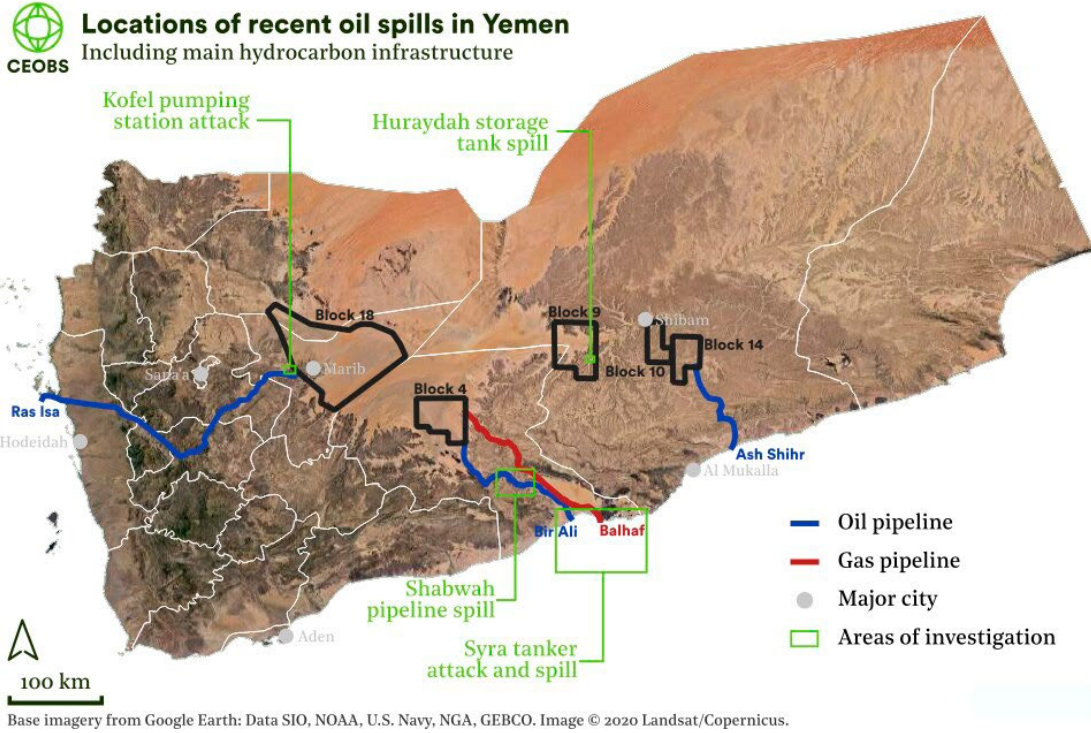 CEOBS
Locations of recent oil spills in Yemen
Including main hydrocarbon infrastructure
Kofel pumping
station attack
Huraydah storage
tank spill
Block 18
Block 9
Shibam
Block 14
Block 10
Sana'a
Marib
Block 4
Ras Isa
Hodeidah
Ash Shihr
Al Mukalla
Bir Ali
Balhaf
Shabwah
pipeline spill
Syra tanker
attack and spill
Aden
Oil pipeline
Gas pipeline
Major city
Areas of investigation
100 km
Base imagery from Google Earth: Data SIO, NOAA, U.S. Navy, NGA, GEBCO. Image © 2020 Landsat/Copernicus.